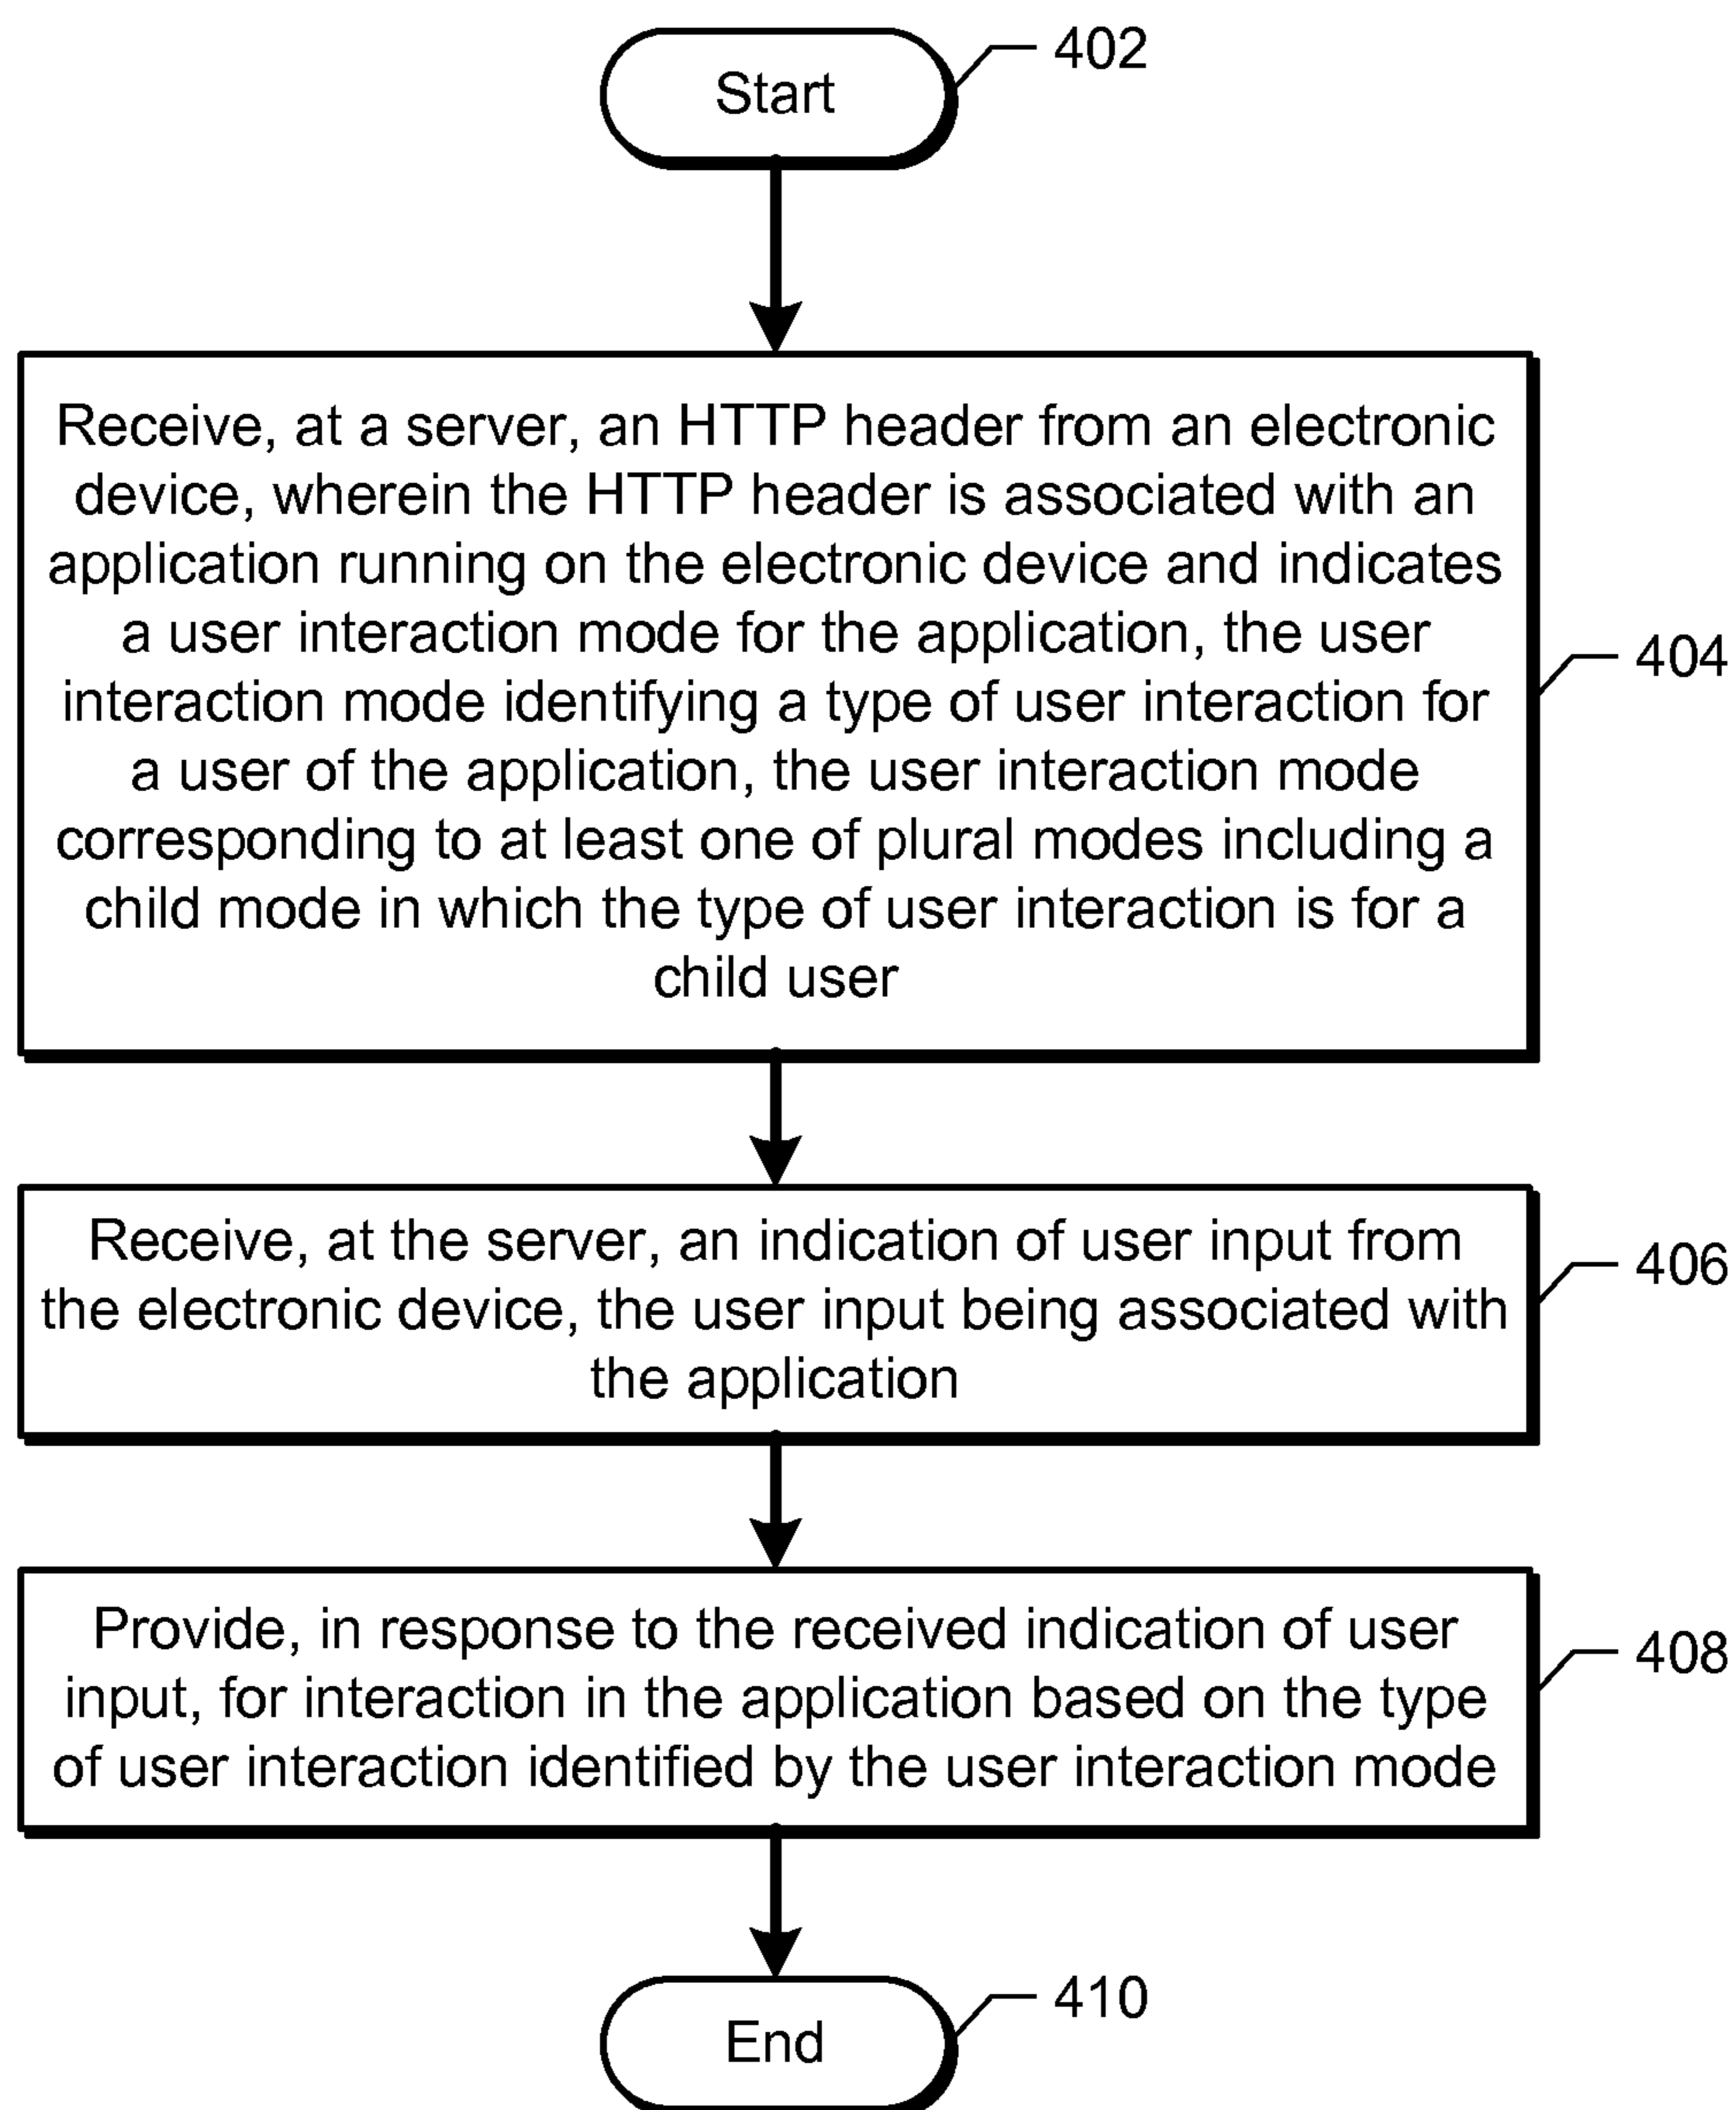 Start
402
Receive, at a server, an HTTP header from an electronic
device, wherein the HTTP header is associated with an
application running on the electronic device and indicates
a user interaction mode for the application, the user
interaction mode identifying a type of user interaction for
a user of the application, the user interaction mode
corresponding to at least one of plural modes including a
child mode in which the type of user interaction is for a
child user
404
Receive, at the server, an indication of user input from
the electronic device, the user input being associated with
the application
406
Provide, in response to the received indication of user
input, for interaction in the application based on the type
of user interaction identified by the user interaction mode
408
End
410